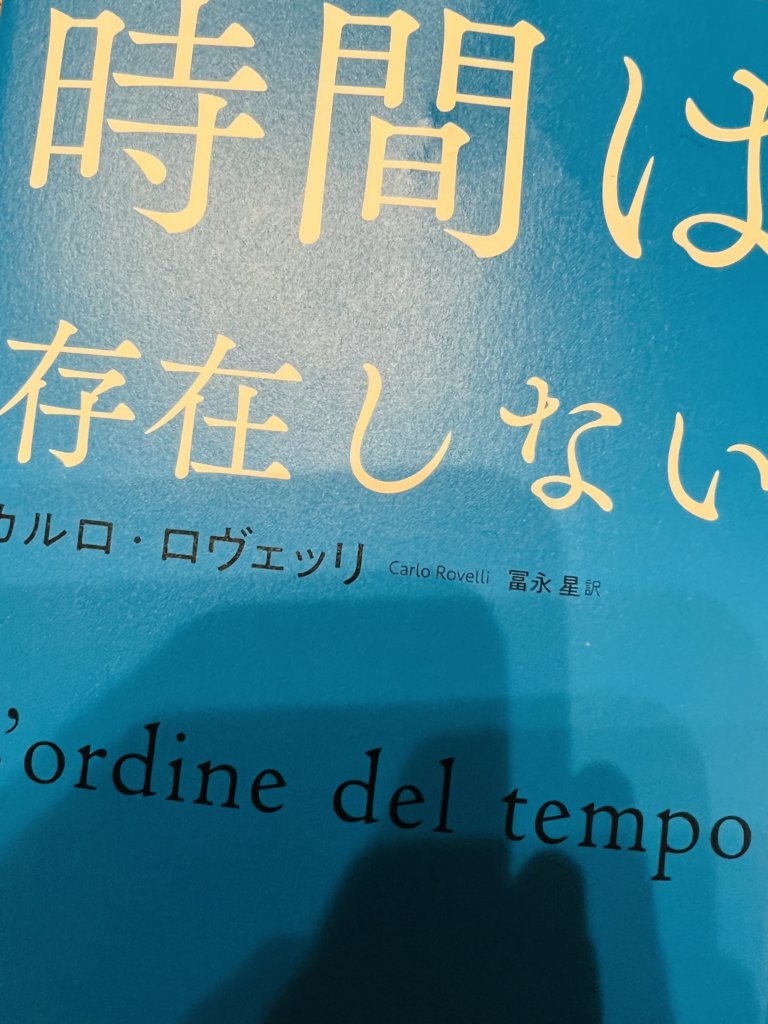 時間は
存在しない
カルロ・ロヴェッリ Carlo Rovelli 冨永 星 訳
L'ordine del tempo